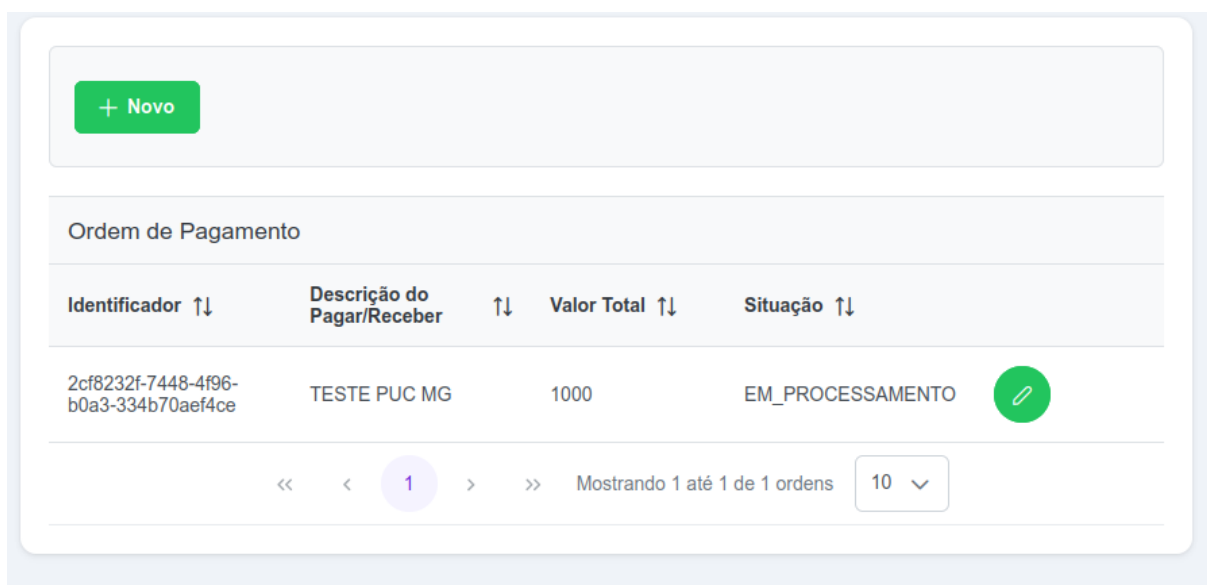 + Novo
Ordem de Pagamento
Identificador Descrição do Pagar/Receber Valor Total Situação
2cf8232f-7448-4f96-b0a3-334b70aef4ce TESTE PUC MG 1000 EM_PROCESSAMENTO
<< < 1 > >> Mostrando 1 até 1 de 1 ordens 10